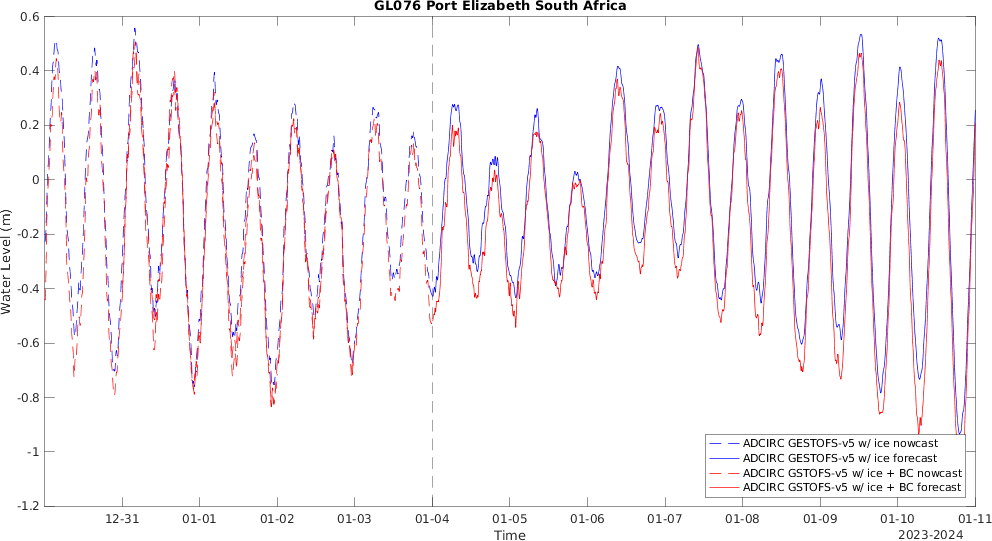 GL076 Port Elizabeth South Africa
Water Level (m)
0.6
0.4
0.2
0
-0.2
-0.4
-0.6
-0.8
-1
-1.2
ADCIRC GESTOFS-v5 w/ ice nowcast
ADCIRC GESTOFS-v5 w/ ice forecast
ADCIRC GSTOFS-v5 w/ ice + BC nowcast
ADCIRC GSTOFS-v5 w/ ice + BC forecast
12-31 01-01 01-02 01-03 01-04 01-05 01-06 01-07 01-08 01-09 01-10 01-11
Time
2023-2024